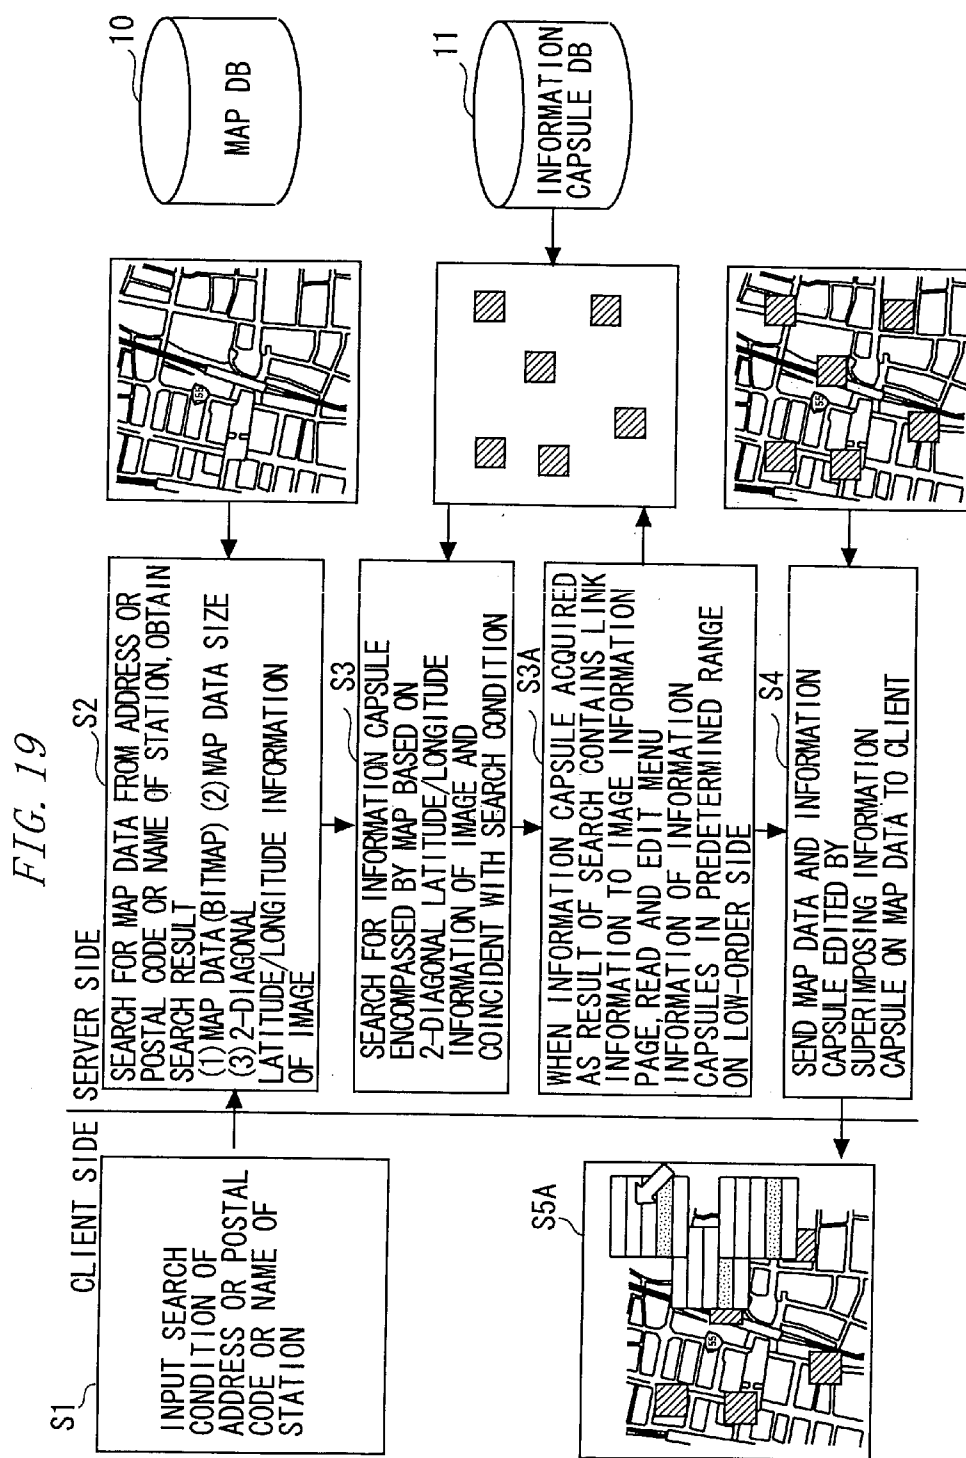 FIG. 19
CLIENT SIDE
SERVER SIDE
S1
INPUT SEARCH
CONDITION OF
ADDRESS OR POSTAL
CODE OR NAME OF
STATION
S2
SEARCH FOR MAP DATA FROM ADDRESS OR
POSTAL CODE OR NAME OF STATION, OBTAIN
SEARCH RESULT
(1) MAP DATA (BITMAP) (2) MAP DATA SIZE
(3) 2-DIAGONAL
LATITUDE/LONGITUDE INFORMATION
OF IMAGE
55
10
MAP DB
S3
SEARCH FOR INFORMATION CAPSULE
ENCOMPASSED BY MAP BASED ON
2-DIAGONAL LATITUDE/LONGITUDE
INFORMATION OF IMAGE AND
COINCIDENT WITH SEARCH CONDITION
11
INFORMATION
CAPSULE DB
S3A
WHEN INFORMATION CAPSULE ACQUIRED
AS RESULT OF SEARCH CONTAINS LINK
INFORMATION TO IMAGE INFORMATION
PAGE, READ AND EDIT MENU
INFORMATION OF INFORMATION
CAPSULES IN PREDETERMINED RANGE
ON LOW-ORDER SIDE
S4
SEND MAP DATA AND INFORMATION
CAPSULE EDITED BY
SUPERIMPOSING INFORMATION
CAPSULE ON MAP DATA TO CLIENT
55
S5A
55